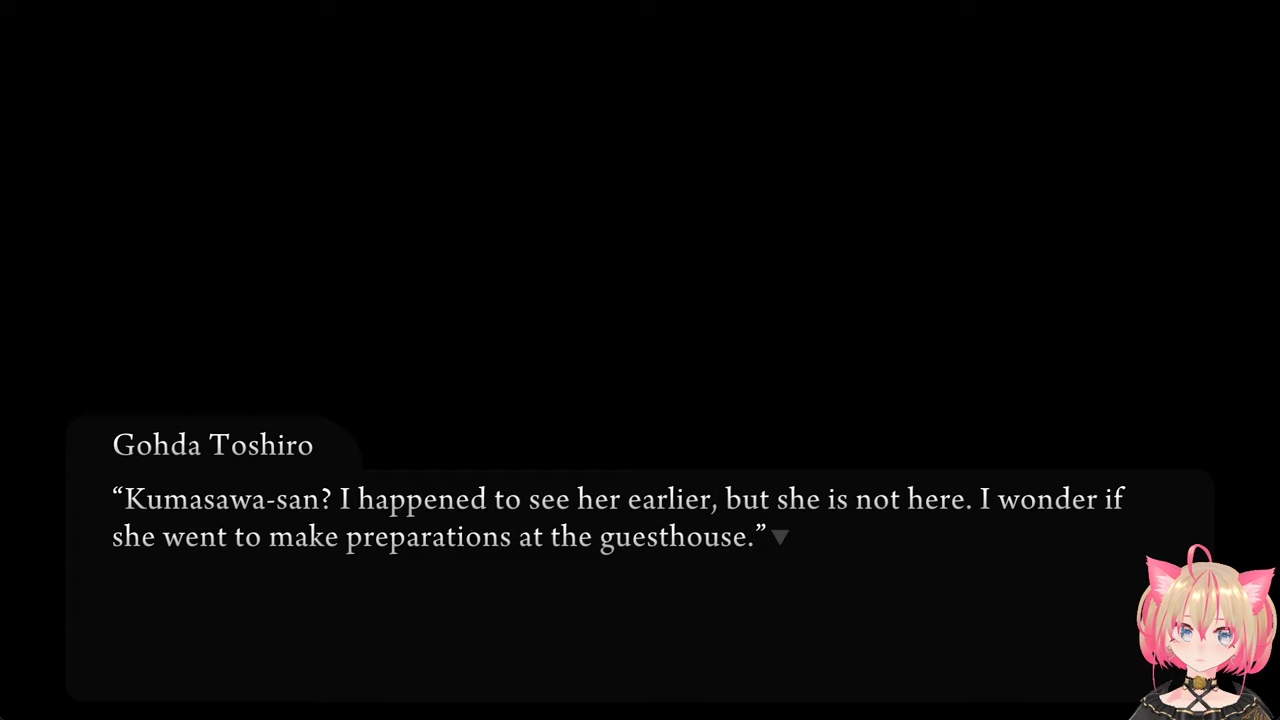 Gohda Toshiro
“Kumasawa-san? I happened to see her earlier, but she is not here. I wonder if
she went to make preparations at the guesthouse.”